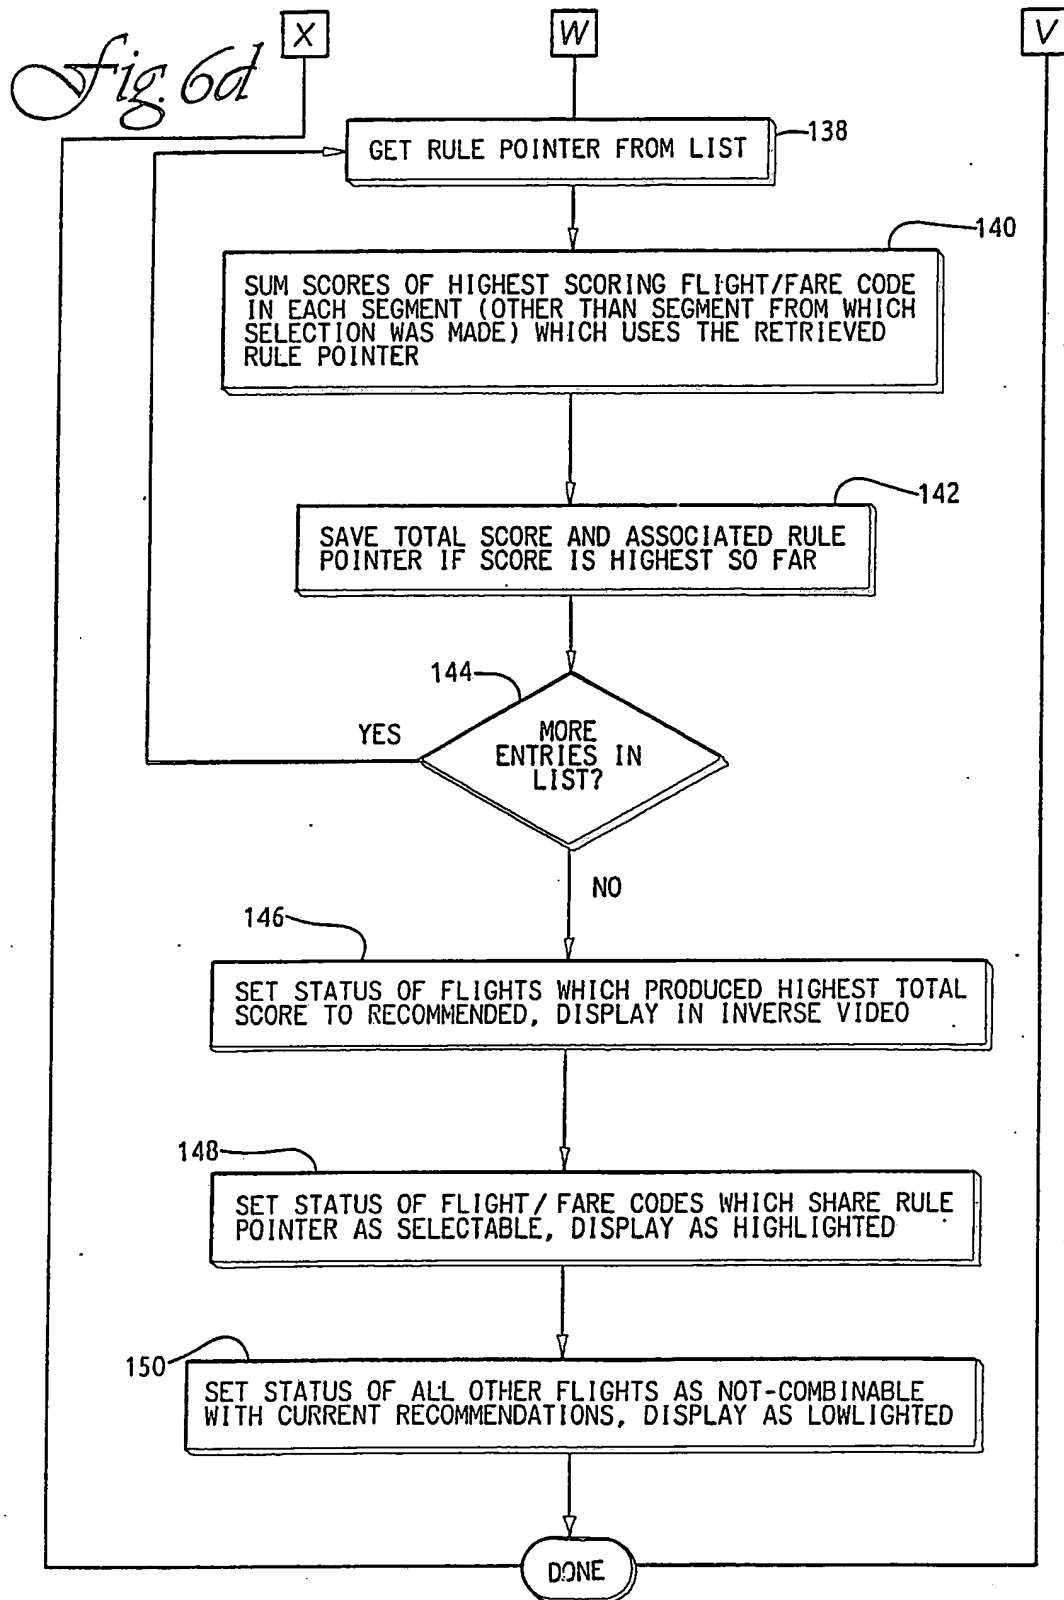 Fig. 6d
X
W
V
GET RULE POINTER FROM LIST
138
140
SUM SCORES OF HIGHEST SCORING FLIGHT/FARE CODE
IN EACH SEGMENT (OTHER THAN SEGMENT FROM WHICH
SELECTION WAS MADE) WHICH USES THE RETRIEVED
RULE POINTER
142
SAVE TOTAL SCORE AND ASSOCIATED RULE
POINTER IF SCORE IS HIGHEST SO FAR
144
YES
MORE
ENTRIES IN
LIST?
NO
146
SET STATUS OF FLIGHTS WHICH PRODUCED HIGHEST TOTAL
SCORE TO RECOMMENDED, DISPLAY IN INVERSE VIDEO
148
SET STATUS OF FLIGHT/FARE CODES WHICH SHARE RULE
POINTER AS SELECTABLE, DISPLAY AS HIGHLIGHTED
150
SET STATUS OF ALL OTHER FLIGHTS AS NOT-COMBINABLE
WITH CURRENT RECOMMENDATIONS, DISPLAY AS LOWLIGHTED
DONE